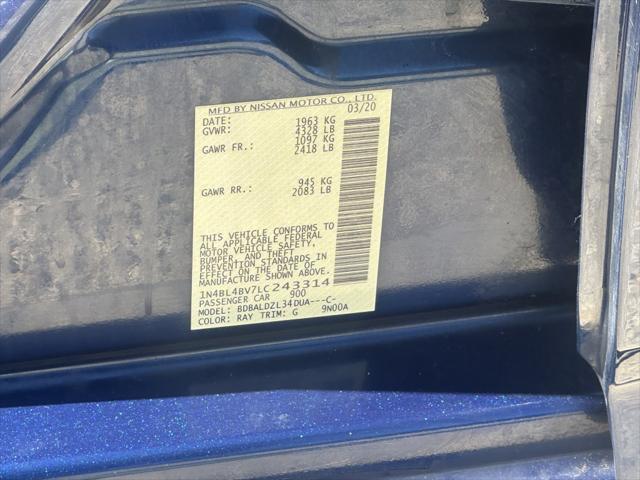 MFD BY NISSAN MOTOR CO., LTD.
DATE: 03/20
GVWR: 1963 KG
4328 LB
GAWR FR.: 1097 KG
2418 LB
GAWR RR.: 945 KG
2083 LB
THIS VEHICLE CONFORMS TO
ALL APPLICABLE FEDERAL
MOTOR VEHICLE SAFETY,
BUMPER, AND THEFT
PREVENTION STANDARDS IN
EFFECT ON THE DATE OF
MANUFACTURE SHOWN ABOVE.
1N4BL4BV7LC243314
PASSENGER CAR 900
MODEL: BDBALDZL34DUA---C-
COLOR: RAY TRIM: G 9N00A